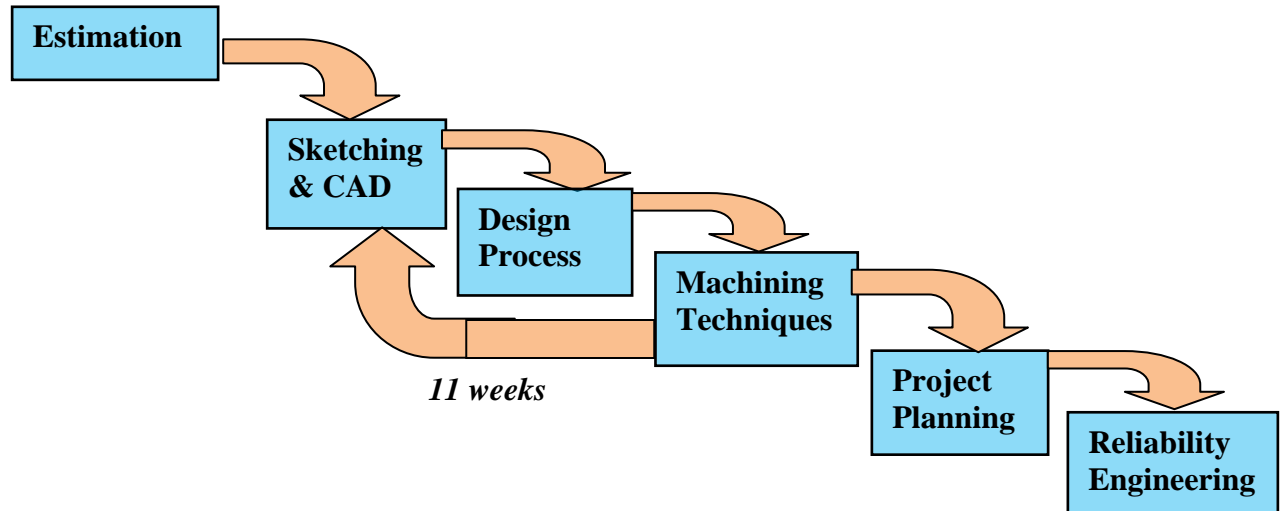 Estimation
Sketching
& CAD
Design
Process
Machining
Techniques
11 weeks
Project
Planning
Reliability
Engineering